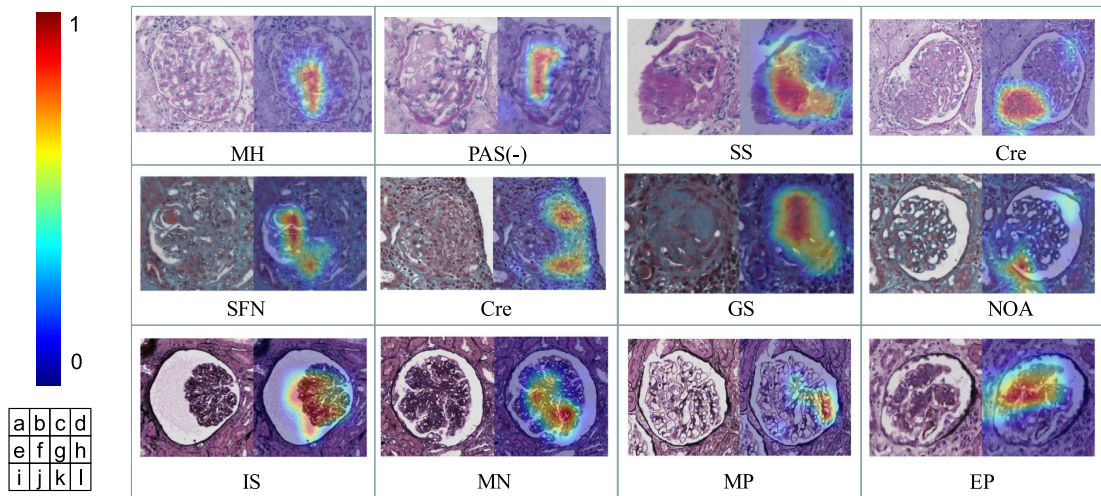 1
0
MH
PAS(-)
SS
Cre
SFN
Cre
GS
NOA
IS
MN
MP
EP
a b c d
e f g h
i j k l